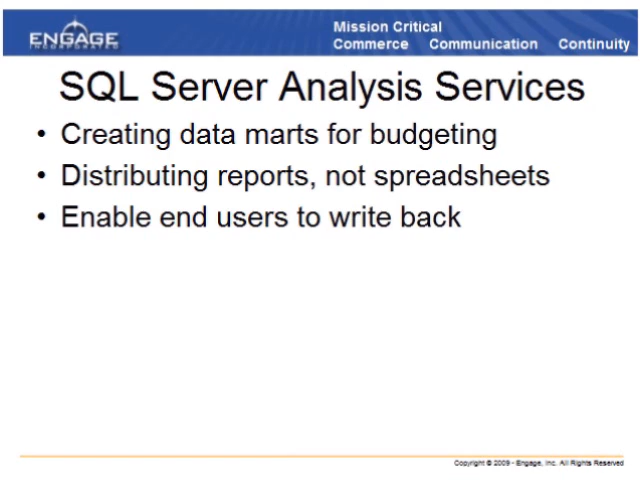 ENGAGE
INCORPORATED
Mission Critical
Commerce Communication Continuity
SQL Server Analysis Services
• Creating data marts for budgeting
• Distributing reports, not spreadsheets
• Enable end users to write back
Copyright © 2009 - Engage, Inc. All Rights Reserved